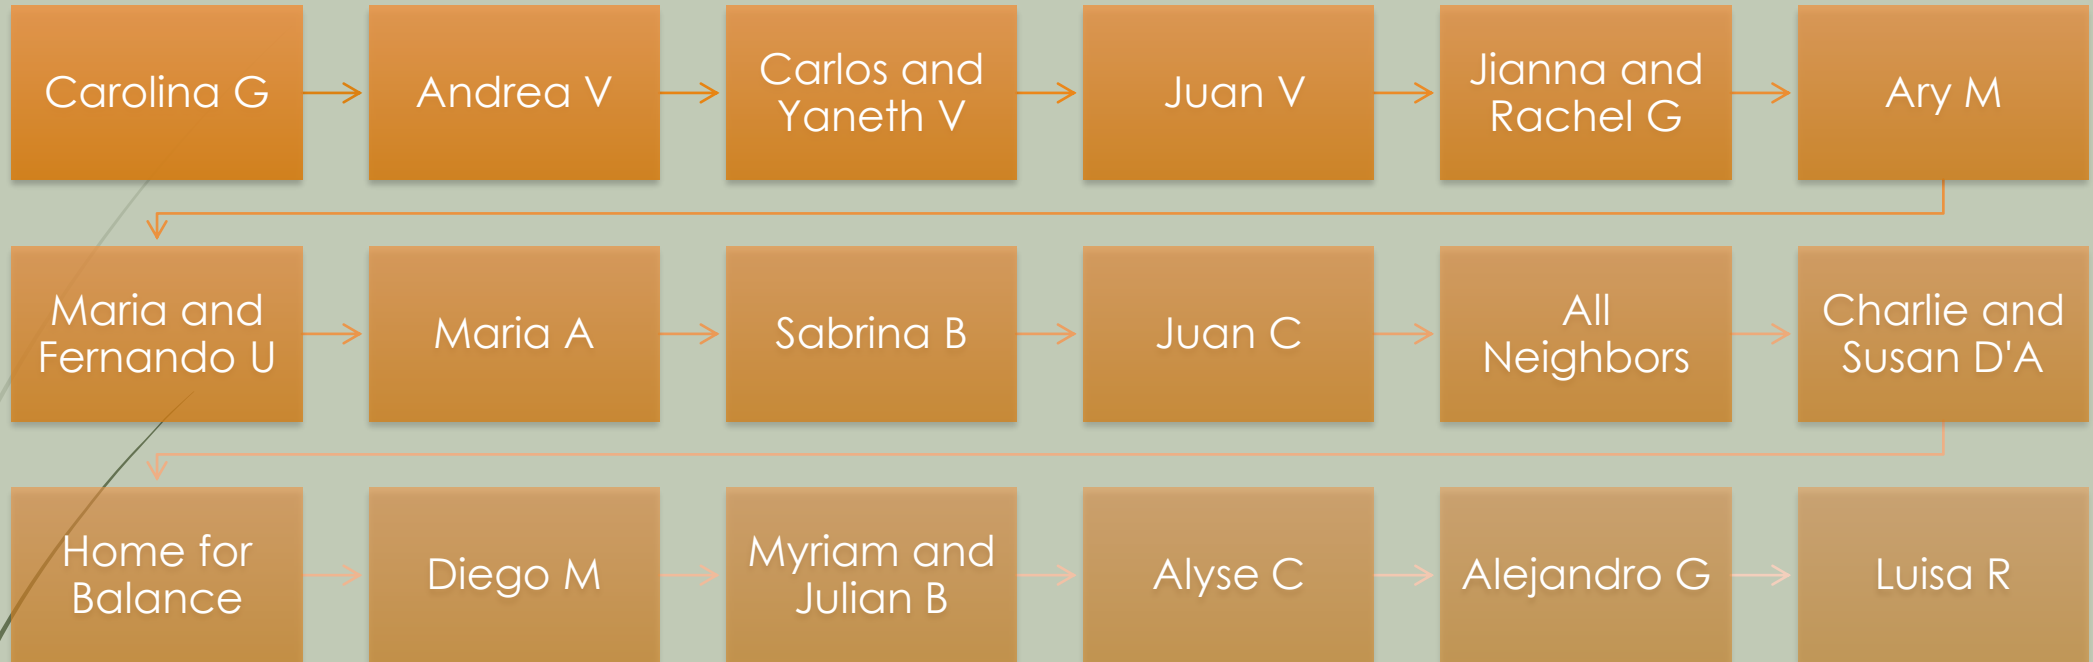 Carolina G
Andrea V
Carlos and
Yaneth V
Juan V
Jianna and
Rachel G
Ary M
Maria and
Fernando U
Maria A
Sabrina B
Juan C
All
Neighbors
Charlie and
Susan D'A
Home for
Balance
Diego M
Myriam and
Julian B
Alyse C
Alejandro G
Luisa R